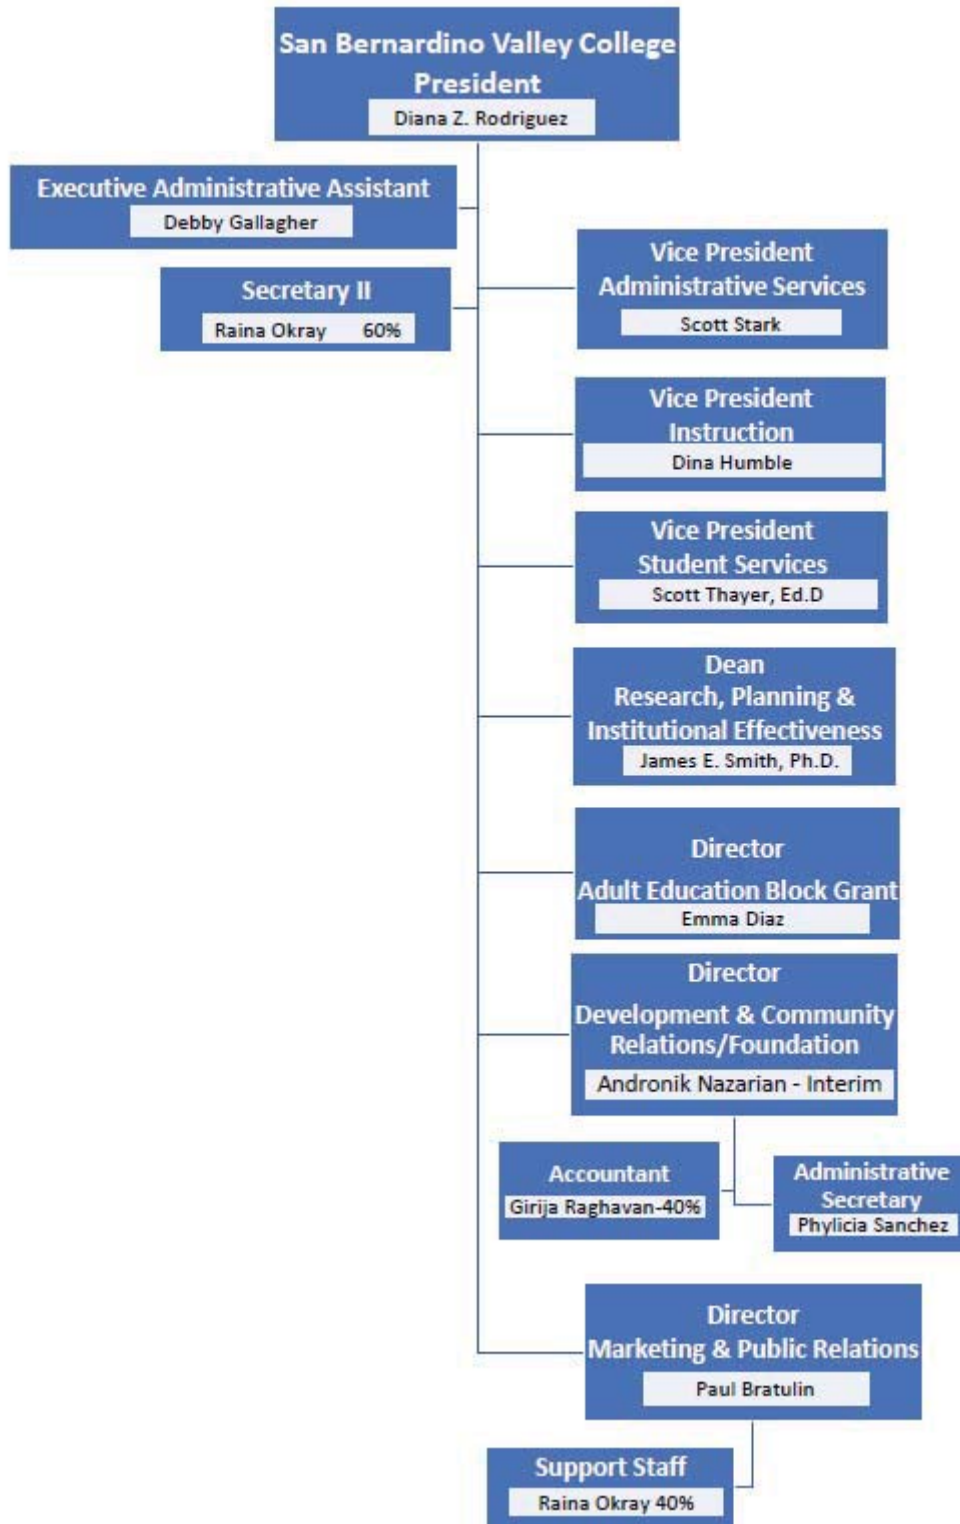 San Bernardino Valley College
President
Diana Z. Rodriguez
Executive Administrative Assistant
Debby Gallagher
Secretary II
Raina Okray 60%
Vice President
Administrative Services
Scott Stark
Vice President
Instruction
Dina Humble
Vice President
Student Services
Scott Thayer, Ed.D
Dean
Research, Planning &
Institutional Effectiveness
James E. Smith, Ph.D.
Director
Adult Education Block Grant
Emma Diaz
Director
Development & Community
Relations/Foundation
Andronik Nazarian - Interim
Accountant
Girija Raghavan-40%
Administrative
Secretary
Phylicia Sanchez
Director
Marketing & Public Relations
Paul Bratulin
Support Staff
Raina Okray 40%